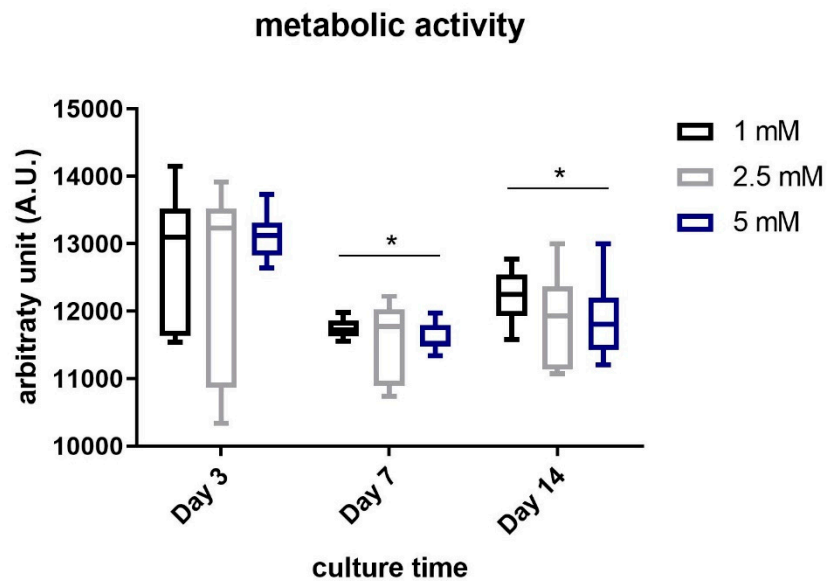 metabolic activity
15000
14000
13000
12000
11000
10000
arbitraty unit (A.U.)
*
*
1 mM
2.5 mM
5 mM
Day 3
Day 7
Day 14
culture time